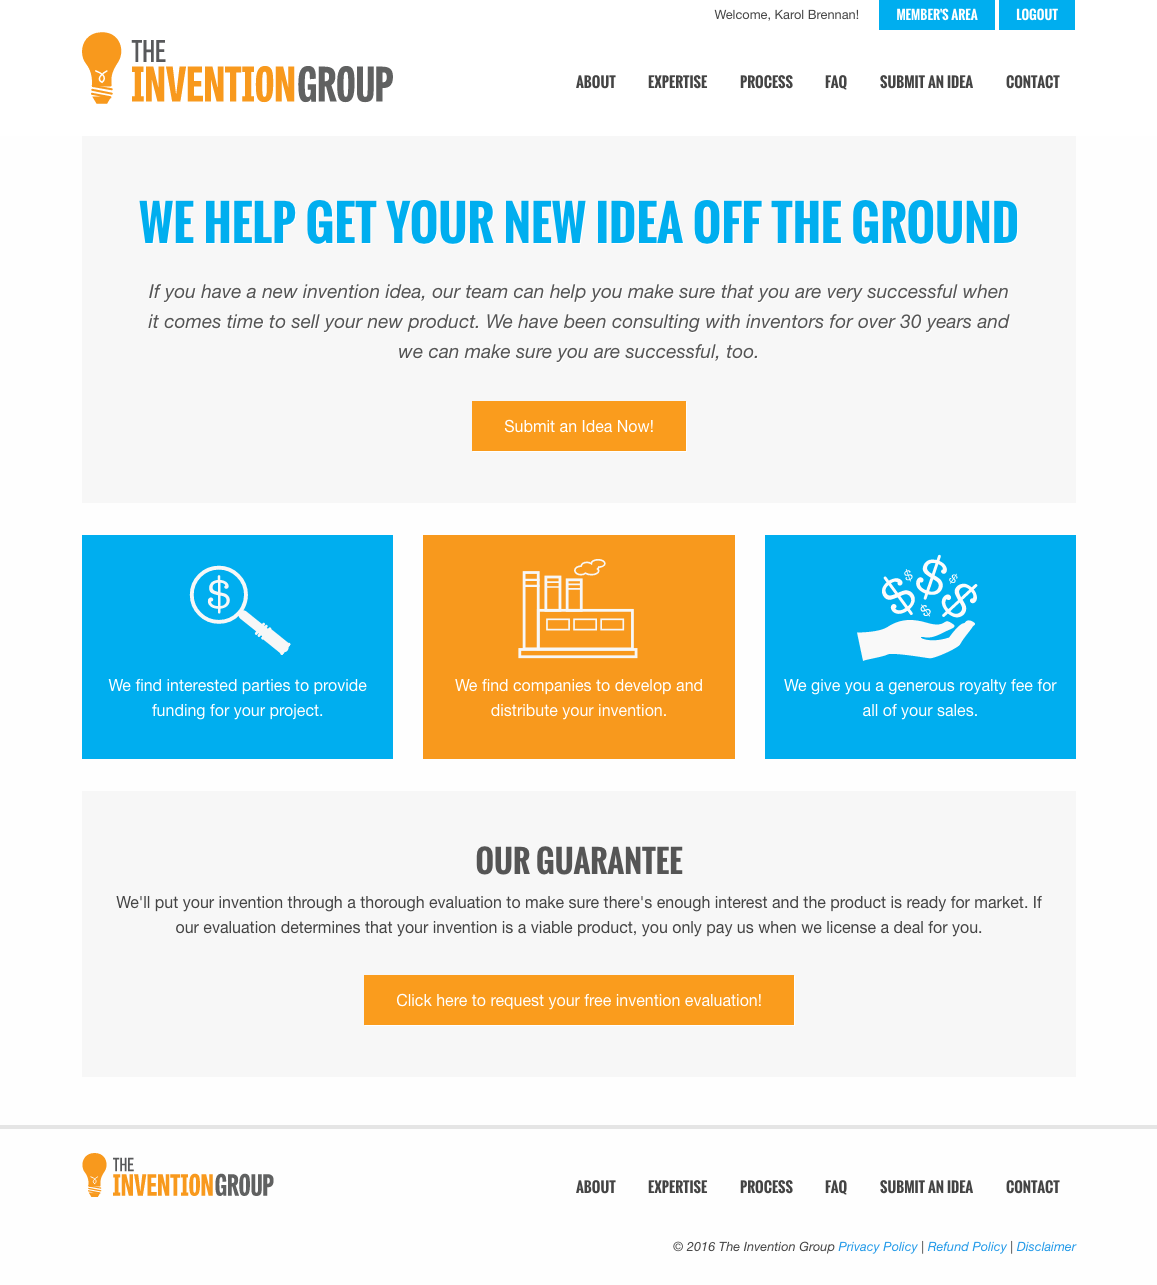 Welcome, Karol Brennan!
MEMBER'S AREA
LOGOUT
THE
INVENTIONGROUP
ABOUT
EXPERTISE
PROCESS
FAQ
SUBMIT AN IDEA
CONTACT
WE HELP GET YOUR NEW IDEA OFF THE GROUND
If you have a new invention idea, our team can help you make sure that you are very successful when
it comes time to sell your new product. We have been consulting with inventors for over 30 years and
we can make sure you are successful, too.
Submit an Idea Now!
$
We find interested parties to provide
funding for your project.
We find companies to develop and
distribute your invention.
$ $ $ $ $ $
We give you a generous royalty fee for
all of your sales.
OUR GUARANTEE
We'll put your invention through a thorough evaluation to make sure there's enough interest and the product is ready for market. If
our evaluation determines that your invention is a viable product, you only pay us when we license a deal for you.
Click here to request your free invention evaluation!
THE
INVENTIONGROUP
ABOUT
EXPERTISE
PROCESS
FAQ
SUBMIT AN IDEA
CONTACT
© 2016 The Invention Group Privacy Policy | Refund Policy | Disclaimer